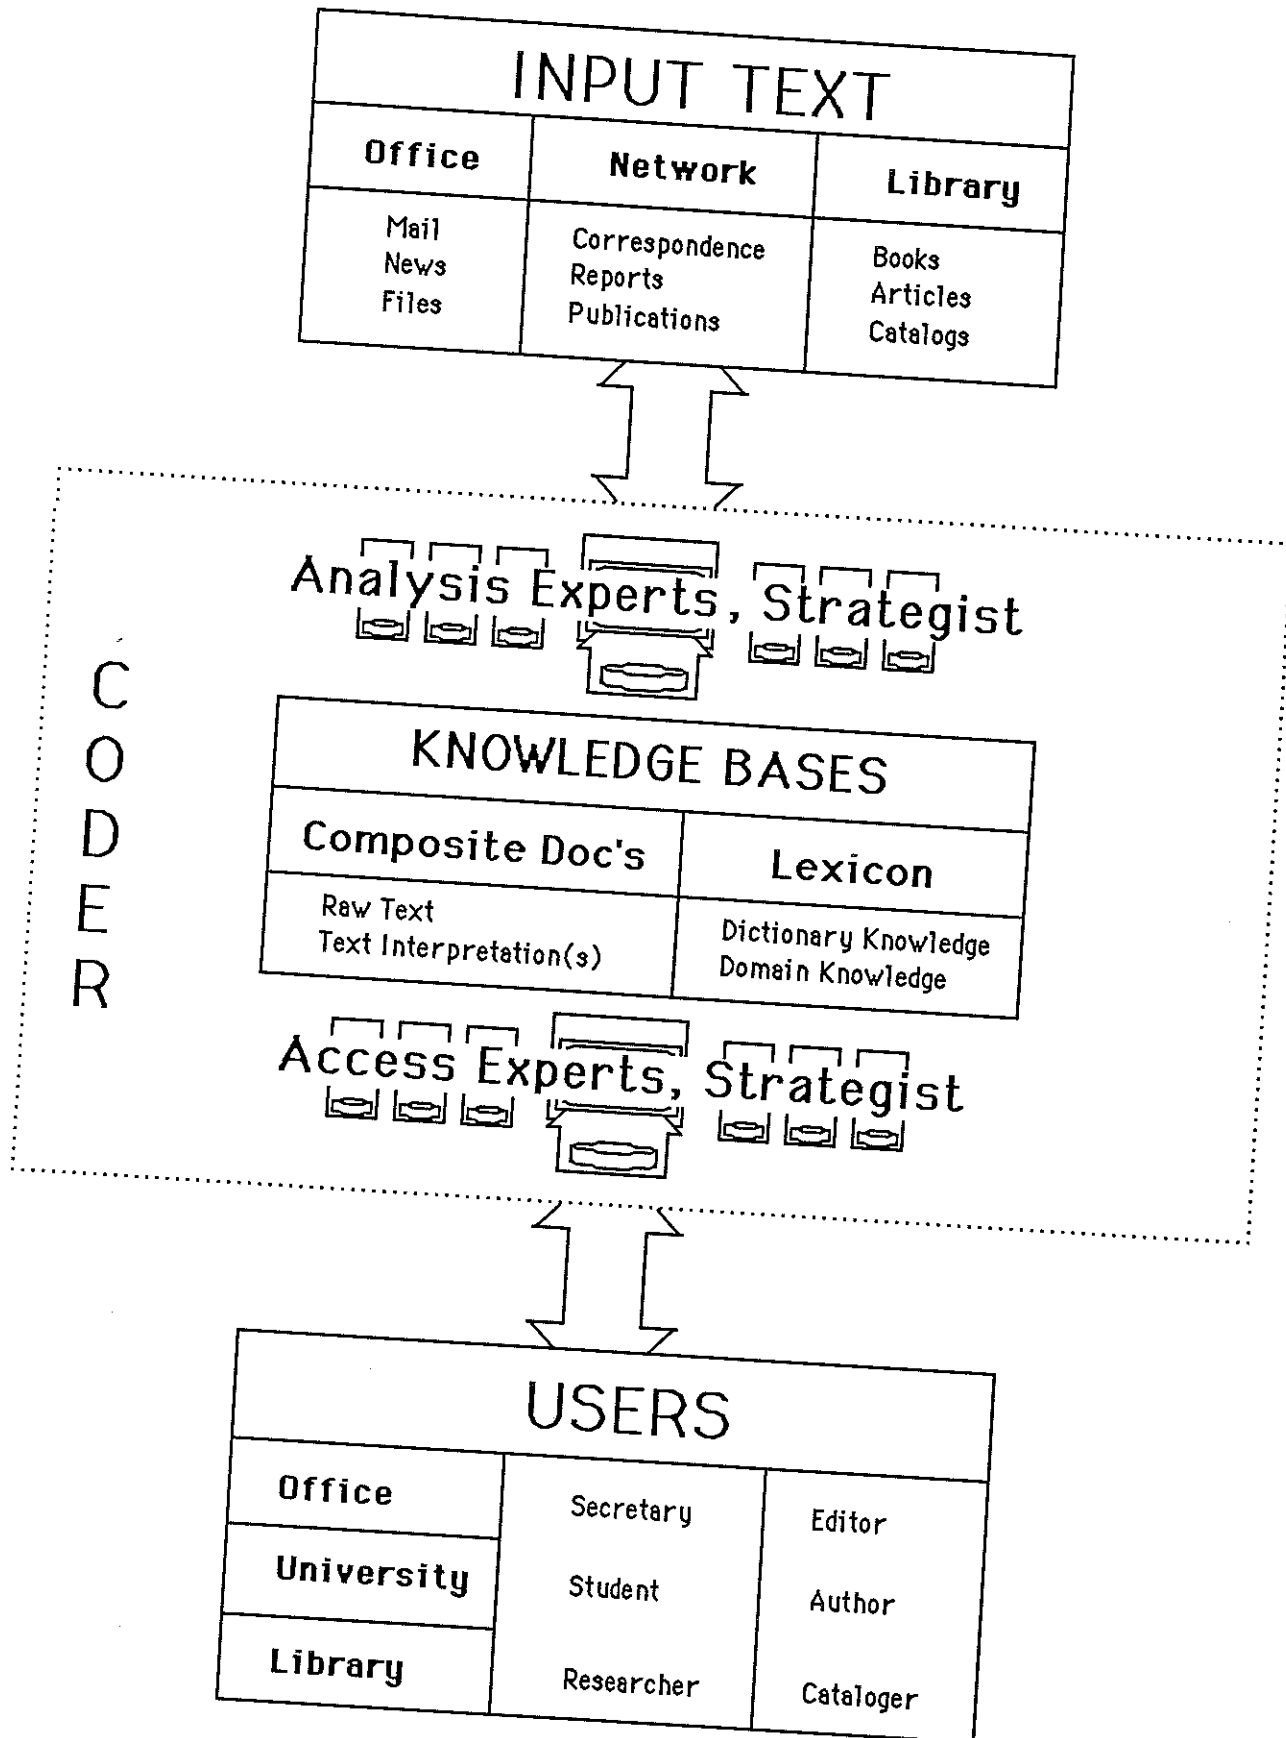 INPUT TEXT
Office Network Library
Mail Correspondence Books
News Reports Articles
Files Publications Catalogs
Analysis Experts, Strategist
CODER
KNOWLEDGE BASES
Composite Doc's Lexicon
Raw Text Dictionary Knowledge
Text Interpretation(s) Domain Knowledge
Access Experts, Strategist
USERS
Office Secretary Editor
University Student Author
Library Researcher Cataloger